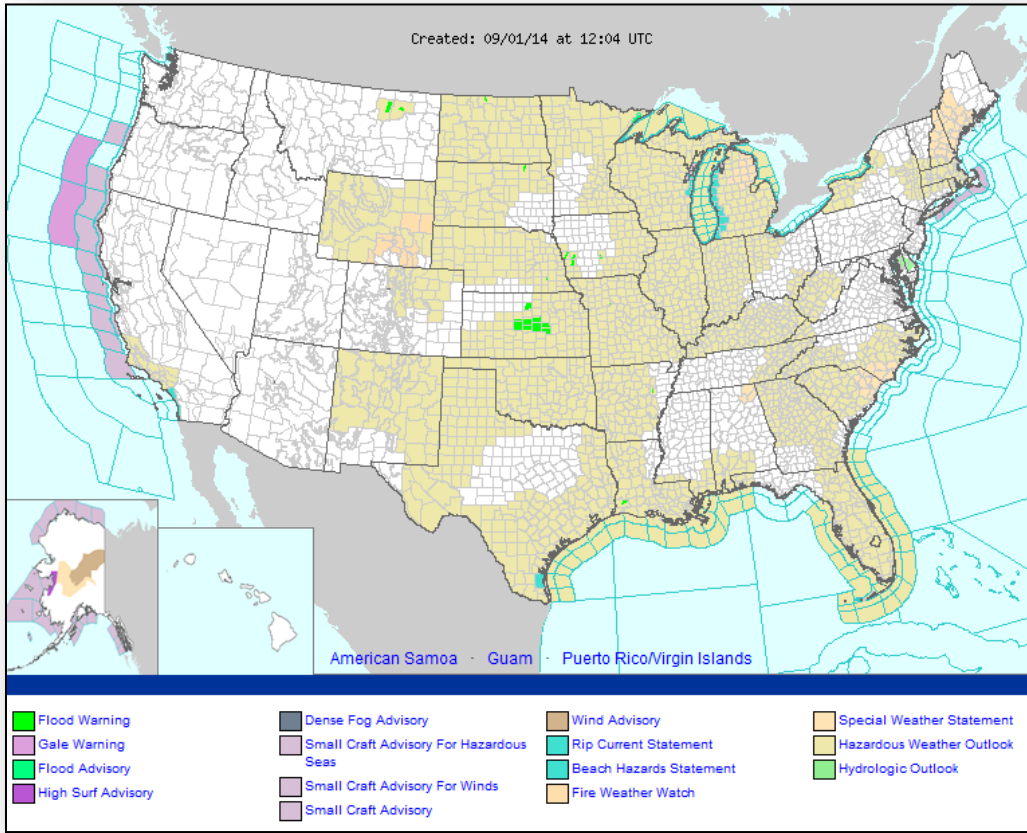 Created: 09/01/14 at 12:04 UTC
American Samoa · Guam · Puerto Rico/Virgin Islands
Flood Warning
Gale Warning
Flood Advisory
High Surf Advisory
Dense Fog Advisory
Small Craft Advisory For Hazardous
Seas
Small Craft Advisory For Winds
Small Craft Advisory
Wind Advisory
Rip Current Statement
Beach Hazards Statement
Fire Weather Watch
Special Weather Statement
Hazardous Weather Outlook
Hydrologic Outlook